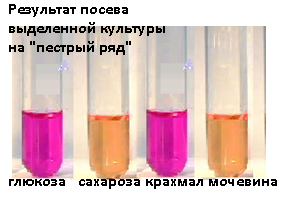 Результат посева
выделенной культуры
на "пестрый ряд"
глюкоза сахароза крахмал мочевина